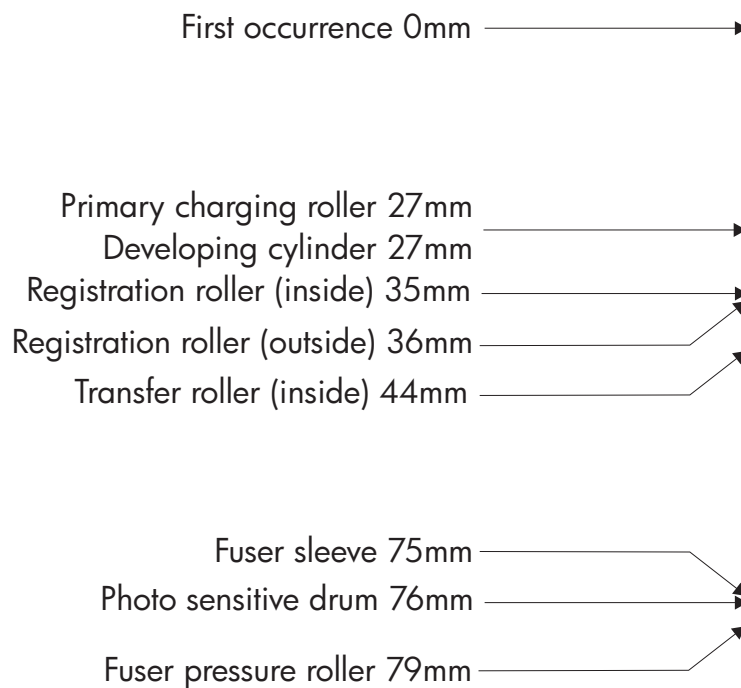 First occurrence 0mm
Primary charging roller 27mm
Developing cylinder 27mm
Registration roller (inside) 35mm
Registration roller (outside) 36mm
Transfer roller (inside) 44mm
Fuser sleeve 75mm
Photo sensitive drum 76mm
Fuser pressure roller 79mm